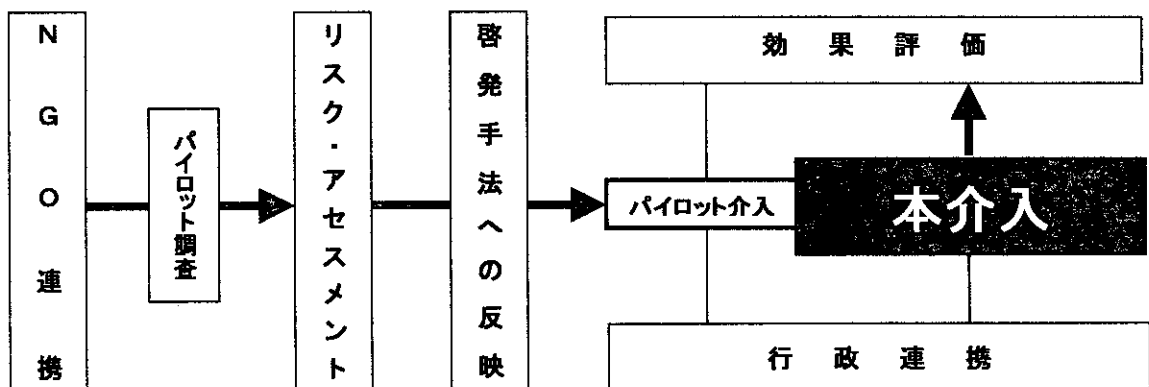 NGO連携
パイロット調査
リスク・アセスメント
啓発手法への反映
効果評価
パイロット介入
本介入
行政連携